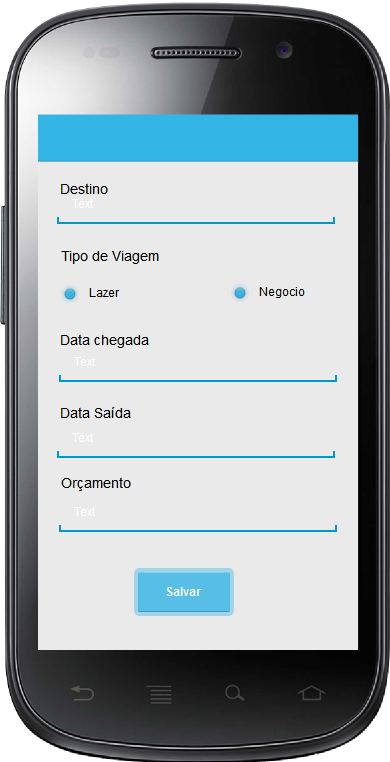 Destino
Text
Tipo de Viagem
Lazer Negocio
Data chegada
Text
Data Saída
Text
Orçamento
Text
Salvar